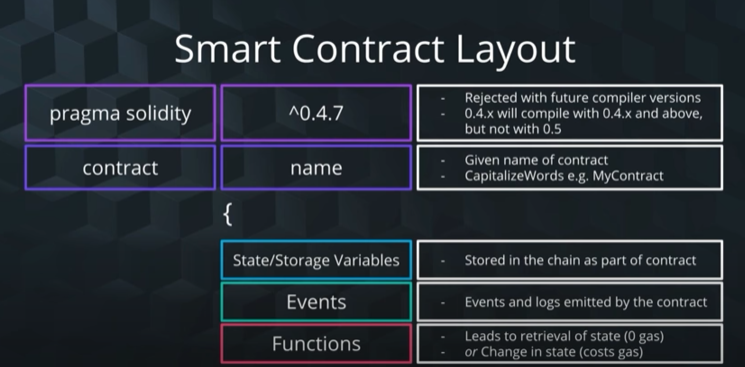 Smart Contract Layout
pragma solidity
^0.4.7
- Rejected with future compiler versions
- 0.4.x will compile with 0.4.x and above,
but not with 0.5
contract
name
- Given name of contract
- CapitalizeWords e.g. MyContract
{
State/Storage Variables
- Stored in the chain as part of contract
Events
- Events and logs emitted by the contract
Functions
- Leads to retrieval of state (0 gas)
- or Change in state (costs gas)